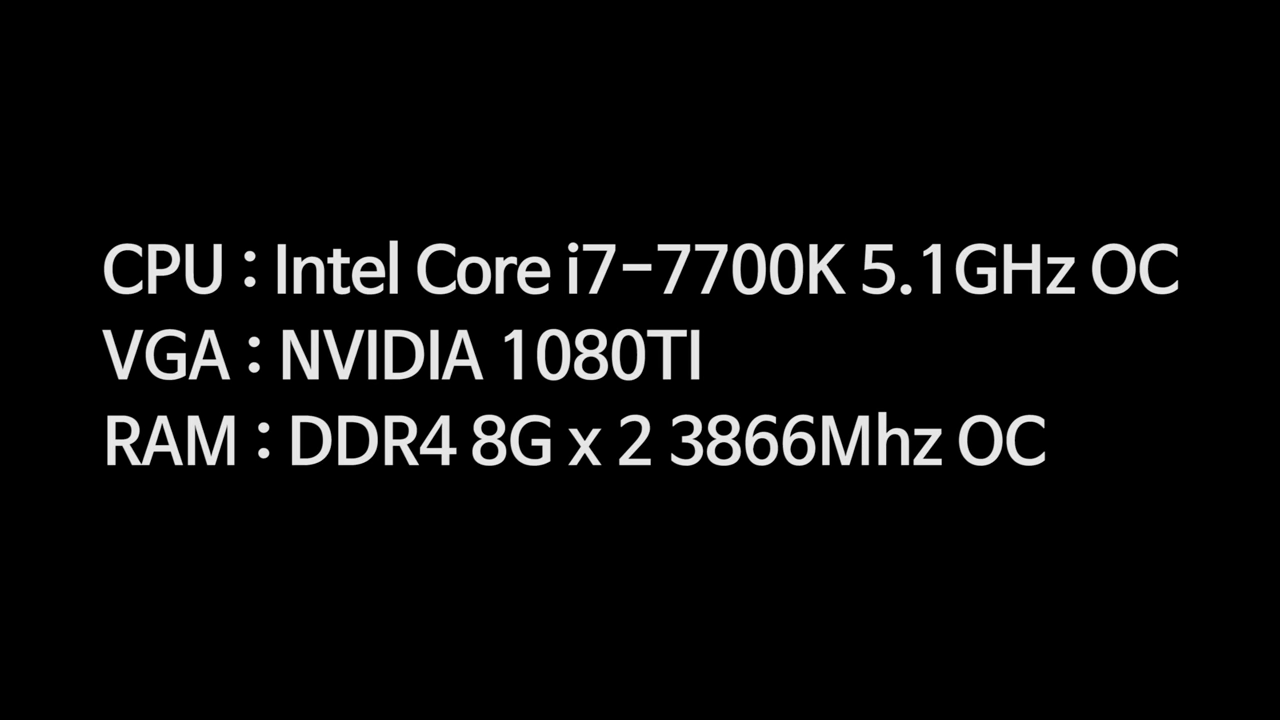 CPU : Intel Core i7-7700K 5.1GHz OC
VGA : NVIDIA 1080TI
RAM : DDR4 8G x 2 3866Mhz OC